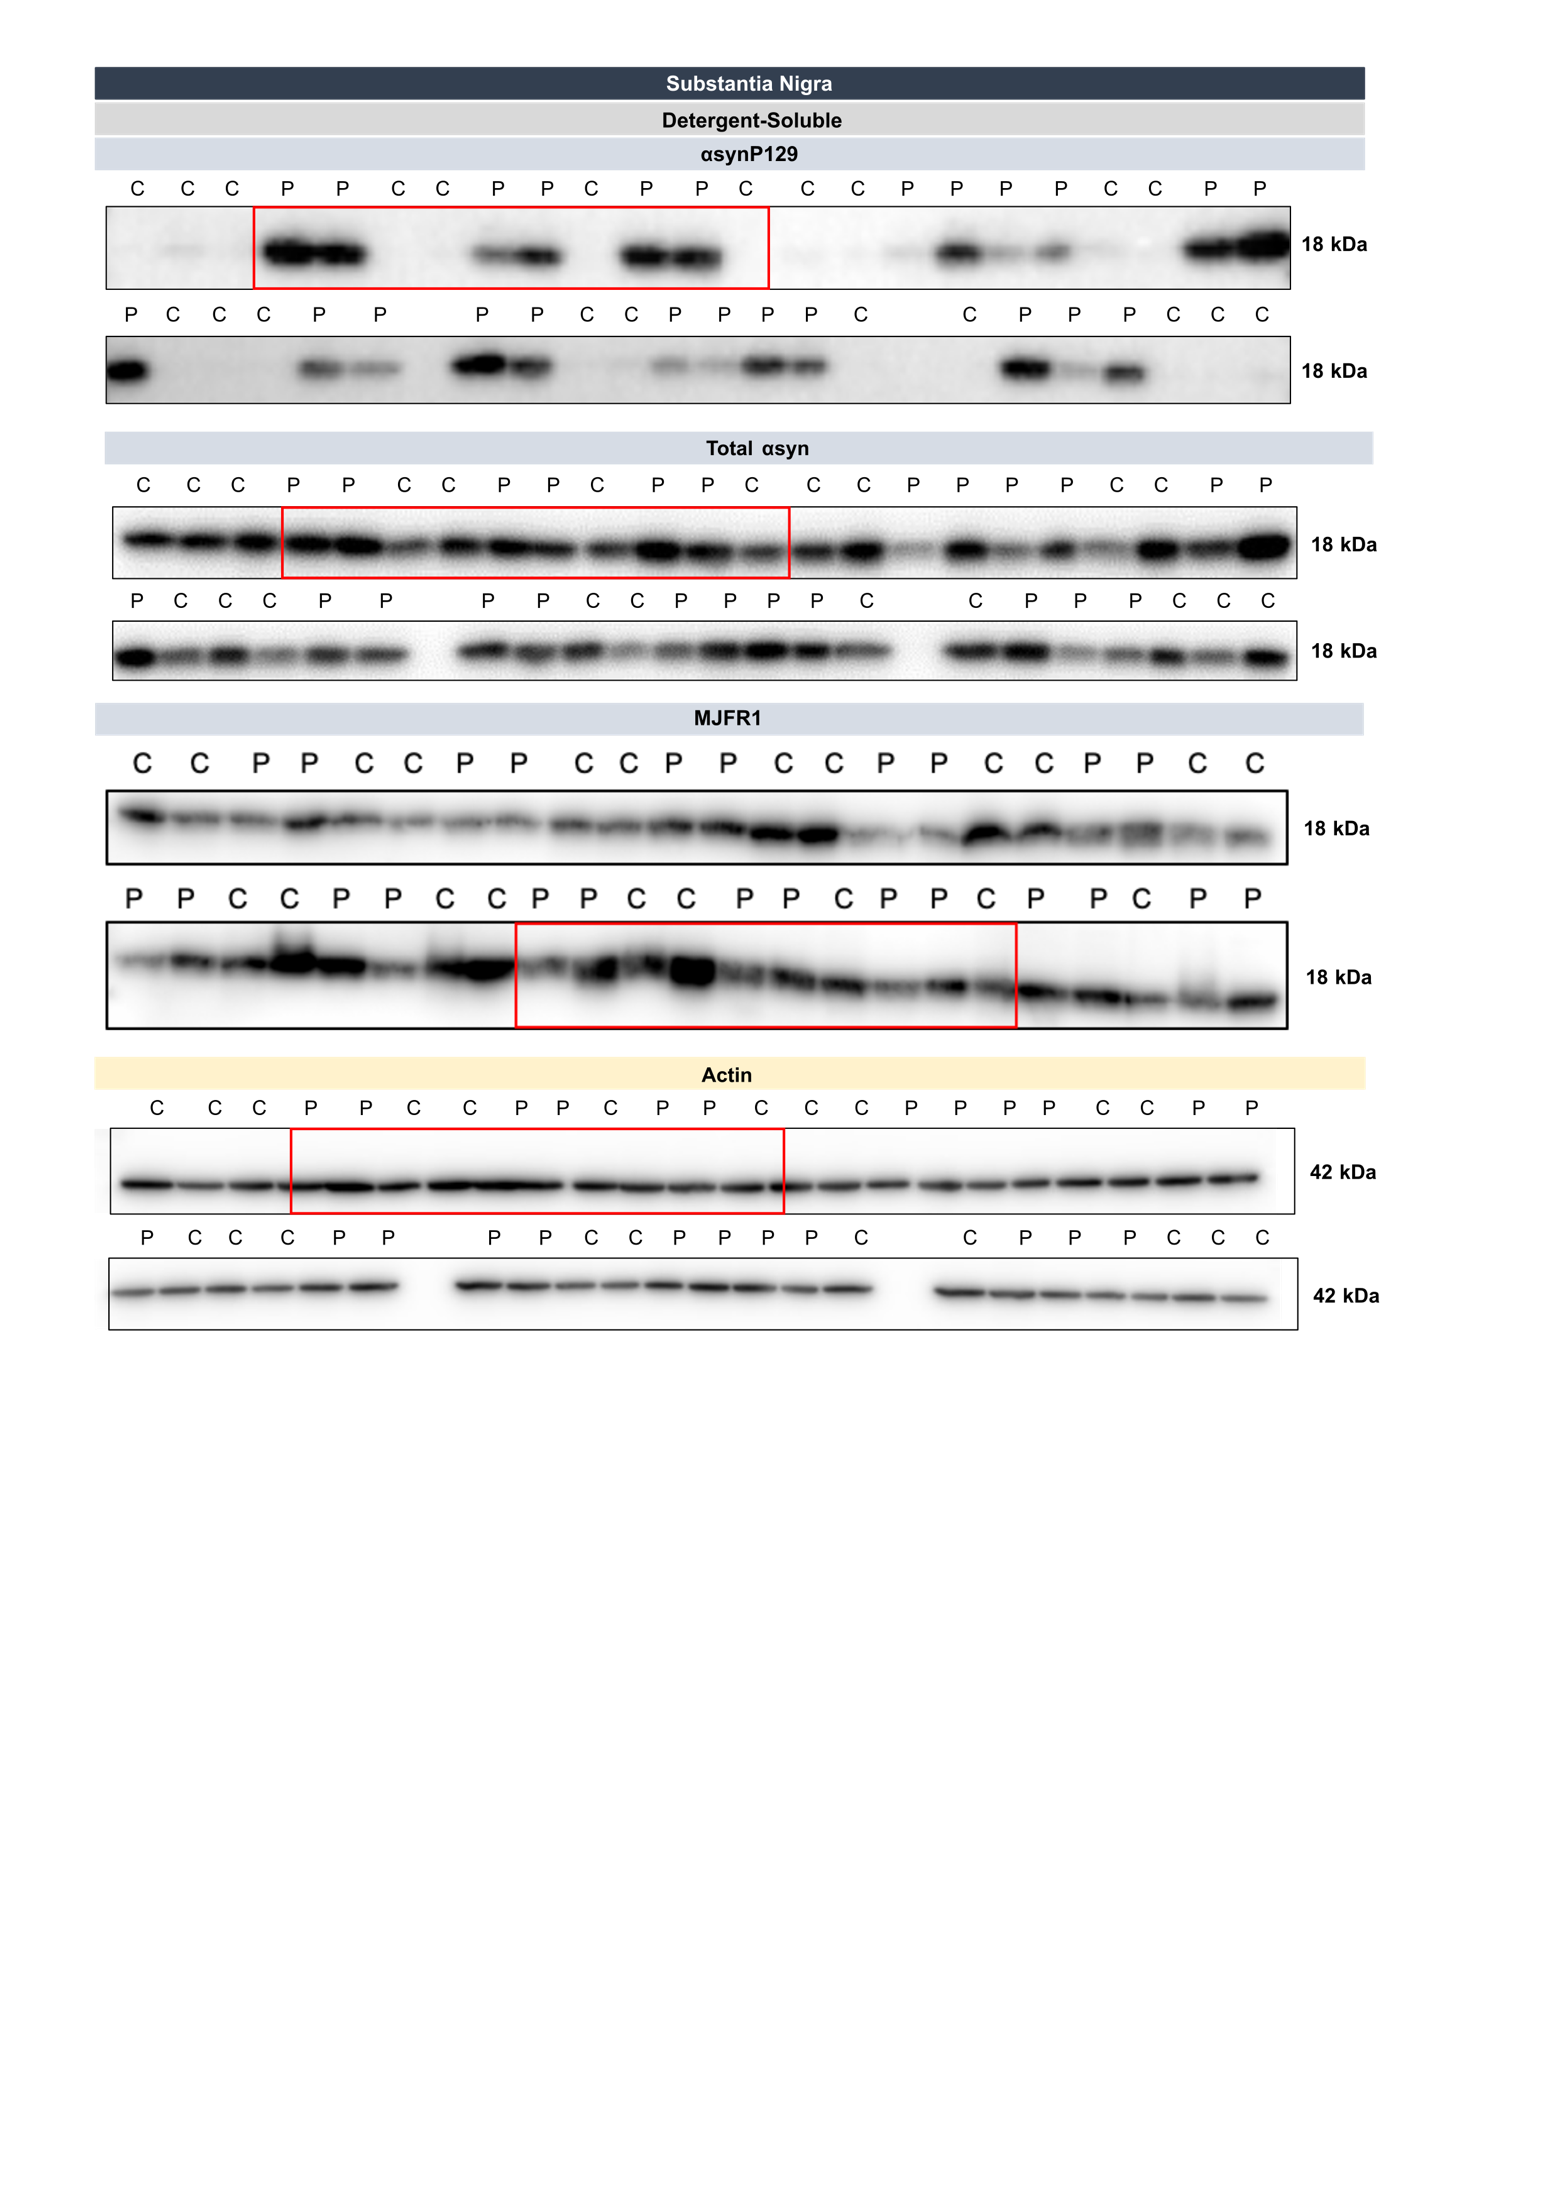 Substantia Nigra
Detergent-Soluble
αsynP129
C C C P P C C P P C P P C C C P P P P C C P P
18 kDa
P C C C P P P P C C P P P P C C P P P C C C
18 kDa
Total αsyn
C C C P P C C P P C P P C C C P P P P C C P P
18 kDa
P C C C P P P P C C P P P P C C P P P C C C
18 kDa
MJFR1
C C P P C C P P C C P P C C P P C C P P C C
18 kDa
P P C C P P C C P P C C P P C P P C P P C P P
18 kDa
Actin
C C C P P C C P P C P P C C C P P P P C C P P
42 kDa
P C C C P P P P C C P P P P C C P P P C C C
42 kDa